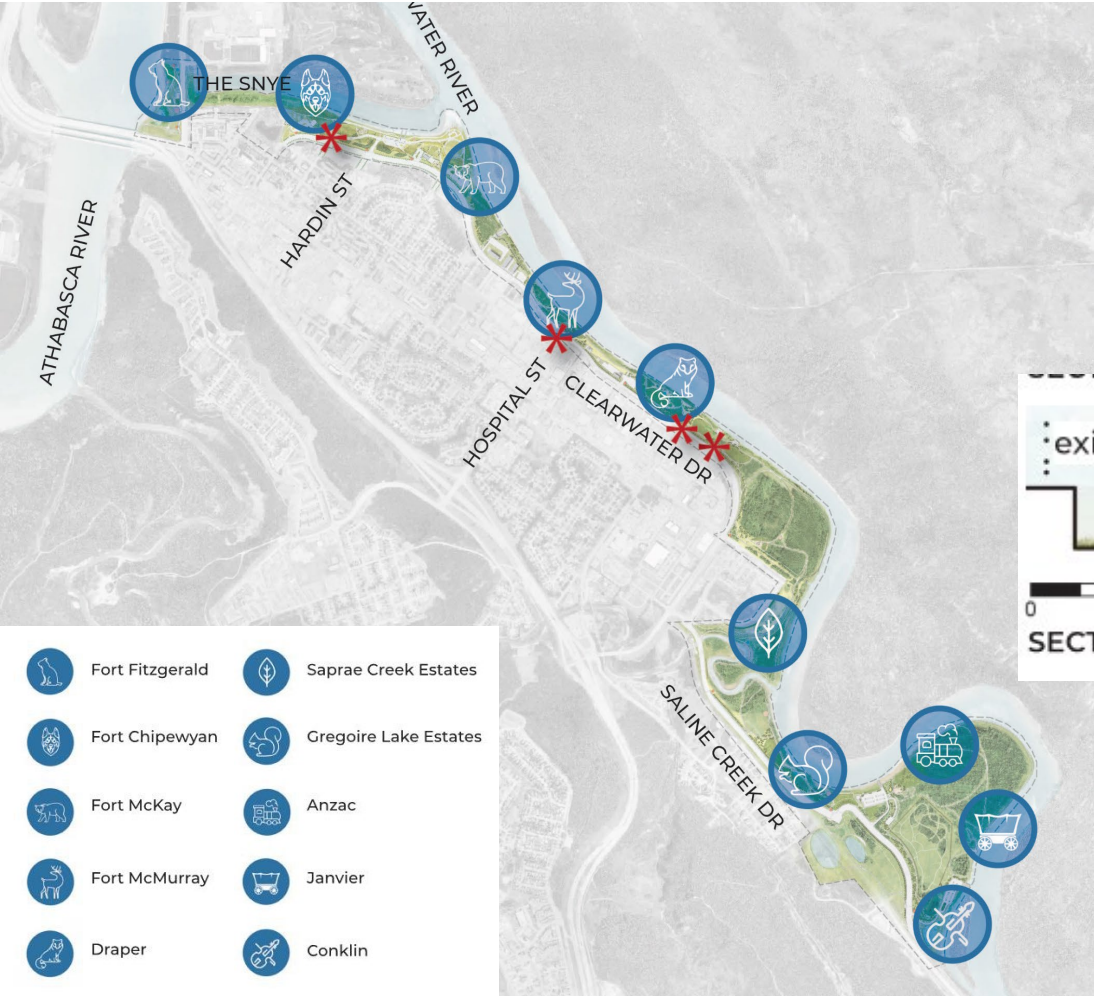 WATER RIVER
THE SNYE
HARDIN ST
ATHABASCA RIVER
HOSPITAL ST
CLEARWATER DR
SALINE CREEK DR
Fort Fitzgerald
Saprae Creek Estates
Fort Chipewyan
Gregoire Lake Estates
Fort McKay
Anzac
Fort McMurray
Janvier
Draper
Conklin
exi
0
SECT